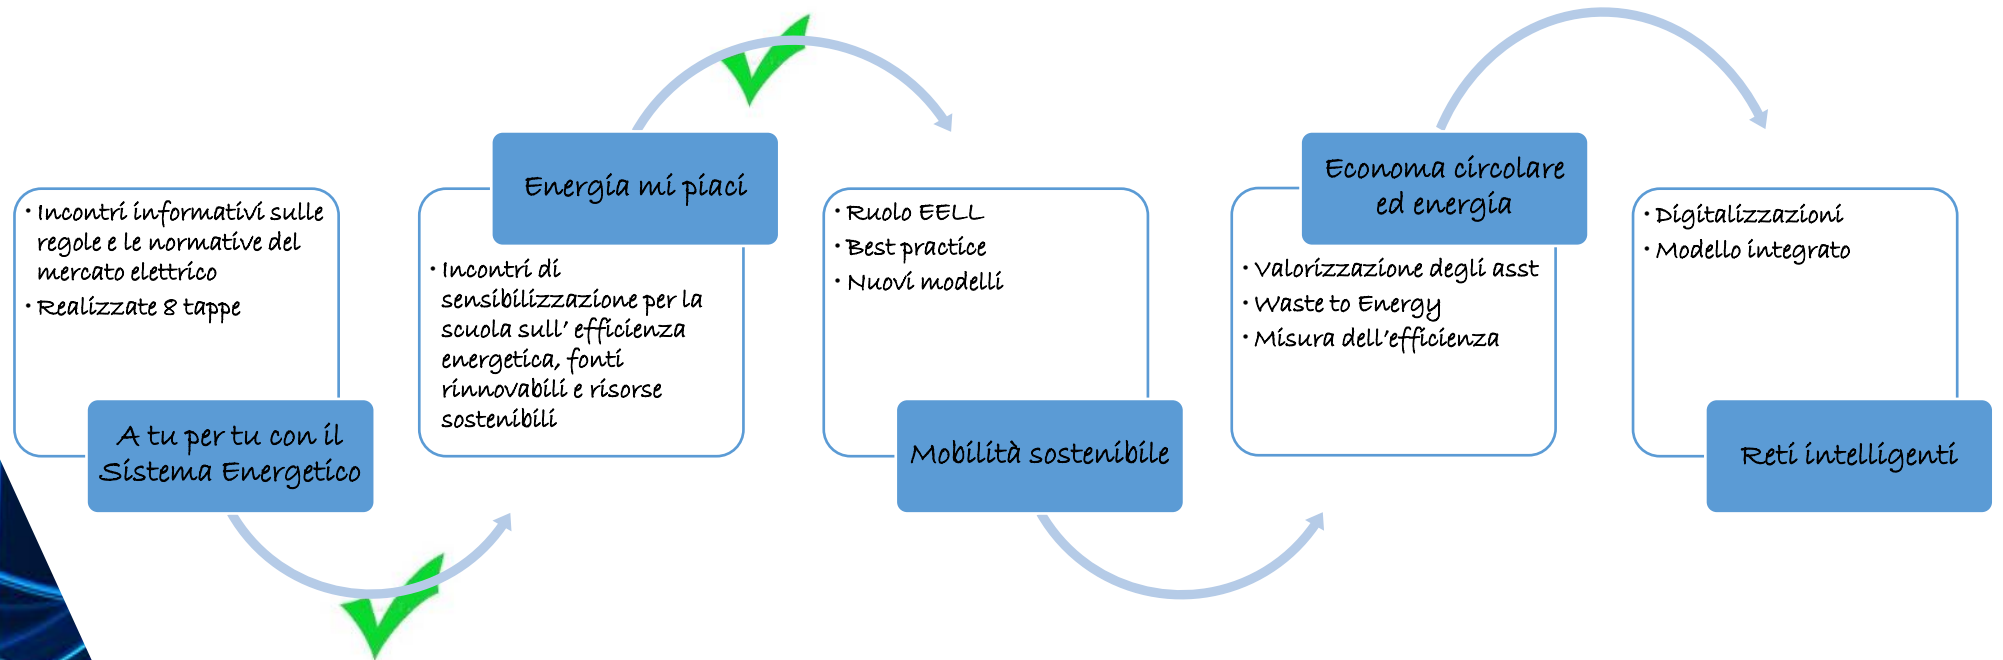 • Incontri informativi sulle
regole e le normative del
mercato elettrico
• Realizzate 8 tappe
A tu per tu con il
Sistema Energetico
Energia mi piaci
• Incontri di
sensibilizzazione per la
scuola sull' efficienza
energetica, fonti
rinnovabili e risorse
sostenibili
• Ruolo EELL
• Best practice
• Nuovi modelli
Mobilità sostenibile
Economa circolare
ed energia
• Valorizzazione degli asst
• Waste to Energy
• Misura dell'efficienza
• Digitalizzazioni
• Modello integrato
Reti intelligenti